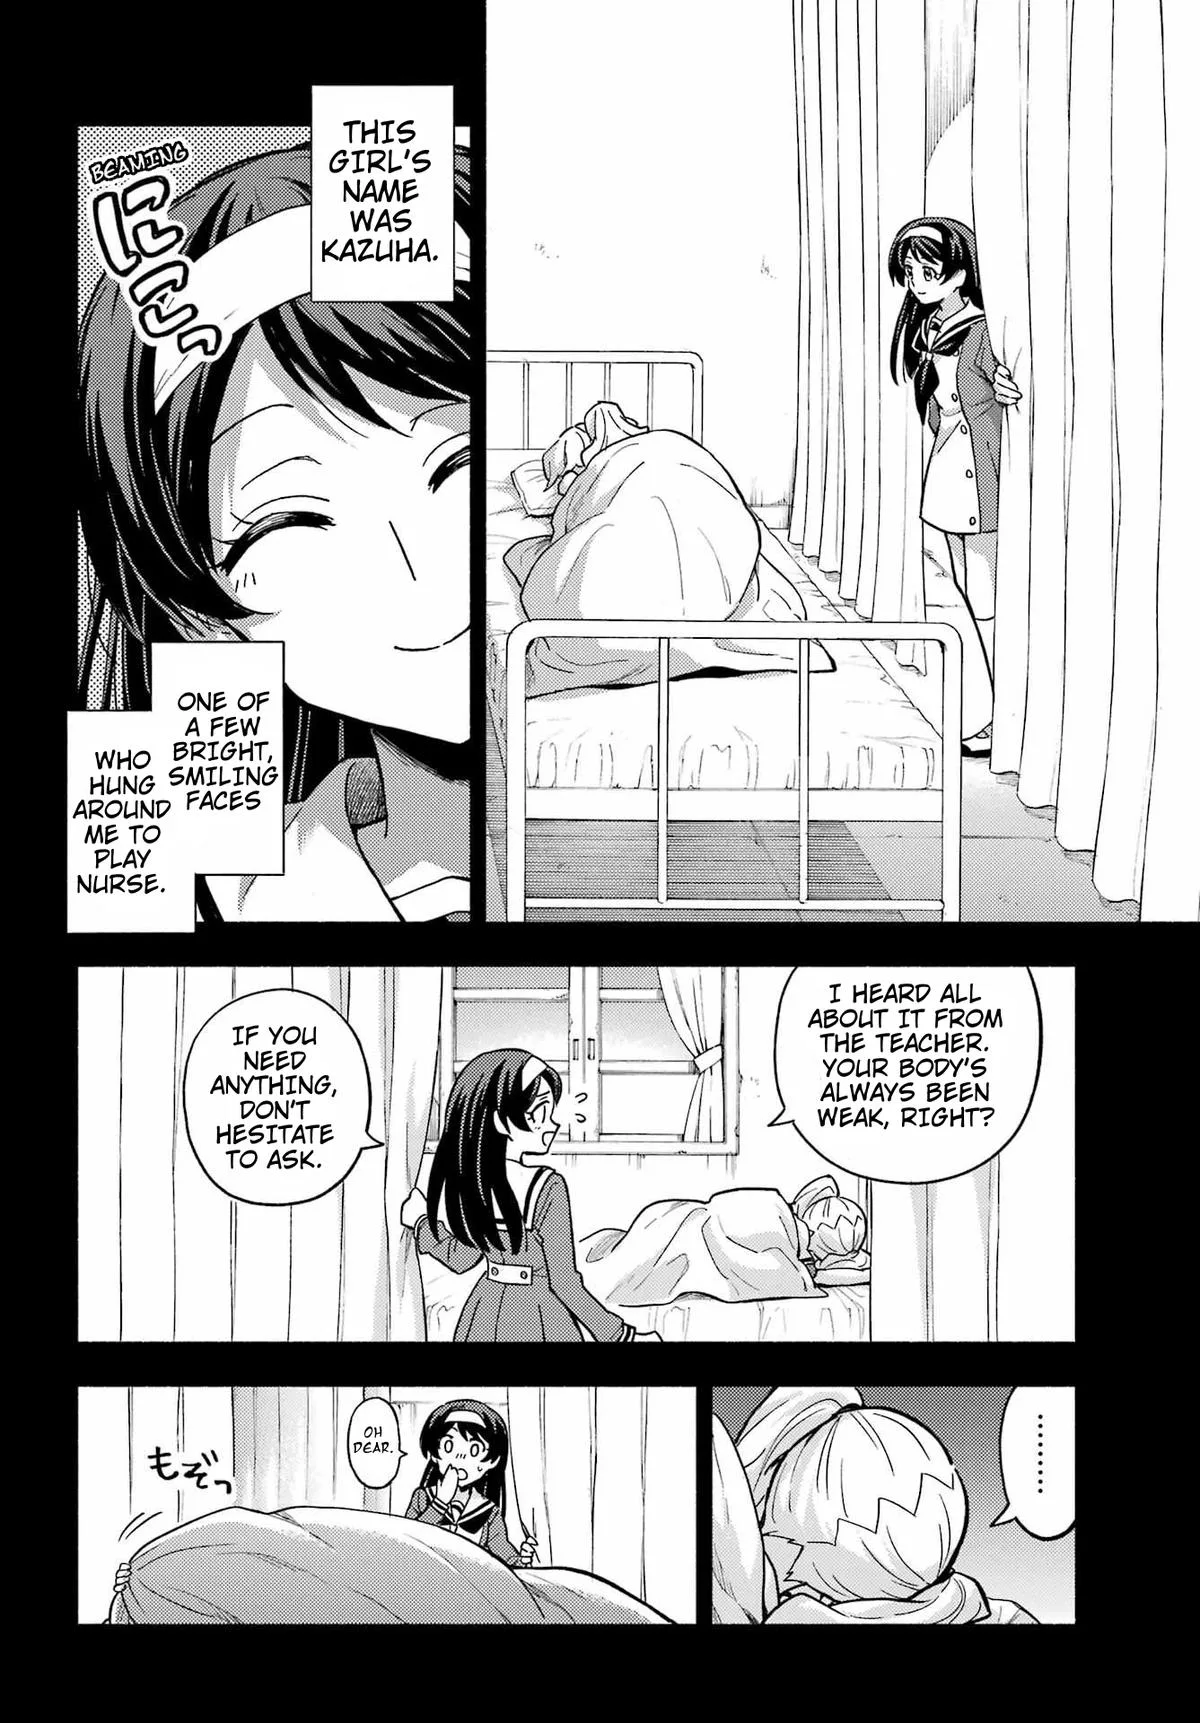 THIS
GIRL'S
NAME
WAS
KAZUHA.
BEAMING
にこ
こっ
ONE OF
A FEW
BRIGHT,
SMILING
FACES
WHO
HUNG
AROUND
ME TO
PLAY
NURSE.
I HEARD ALL
ABOUT IT FROM
THE TEACHER.
YOUR BODY'S
ALWAYS BEEN
WEAK, RIGHT?
IF YOU
NEED
ANYTHING,
DON'T
HESITATE
TO ASK.
.........
OH
DEAR.
もぞっ